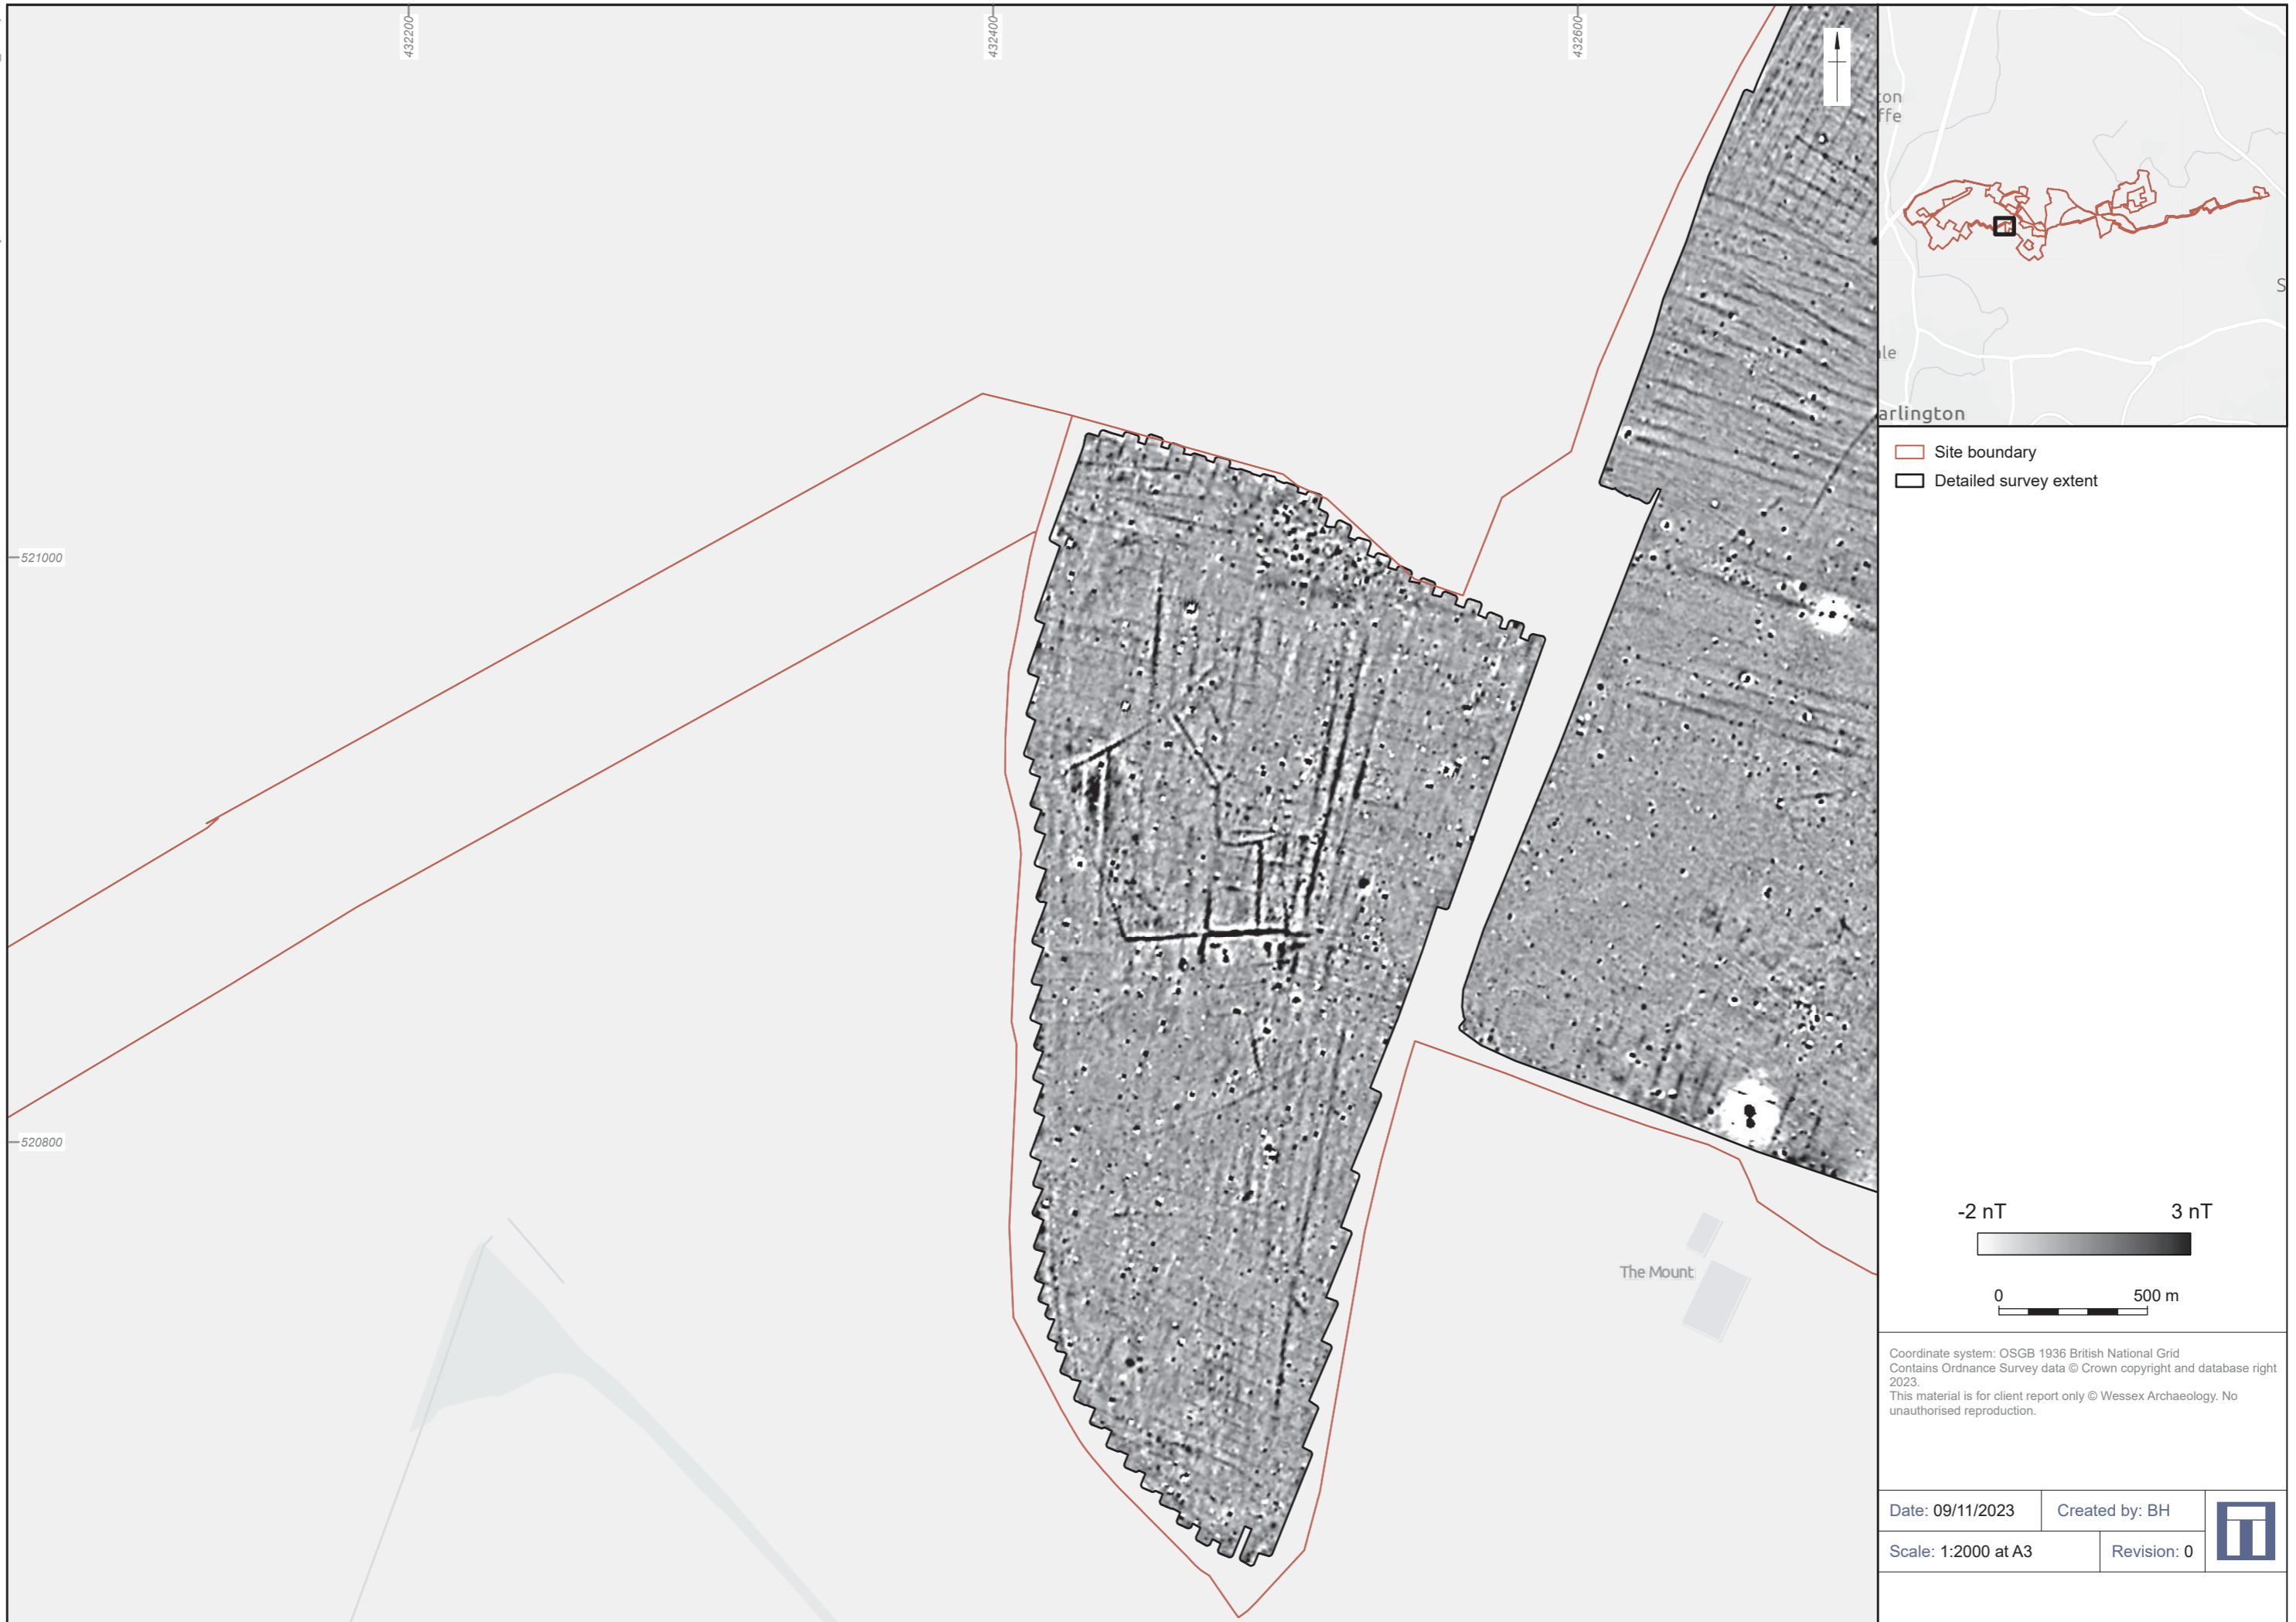 432200
432400
432600
521000
520800
The Mount
ton
ffe
ale
arlington
S
Site boundary
Detailed survey extent
-2 nT
3 nT
0
500 m
Coordinate system: OSGB 1936 British National Grid
Contains Ordnance Survey data © Crown copyright and database right
2023.
This material is for client report only © Wessex Archaeology. No
unauthorised reproduction.
Date: 09/11/2023
Created by: BH
Scale: 1:2000 at A3
Revision: 0